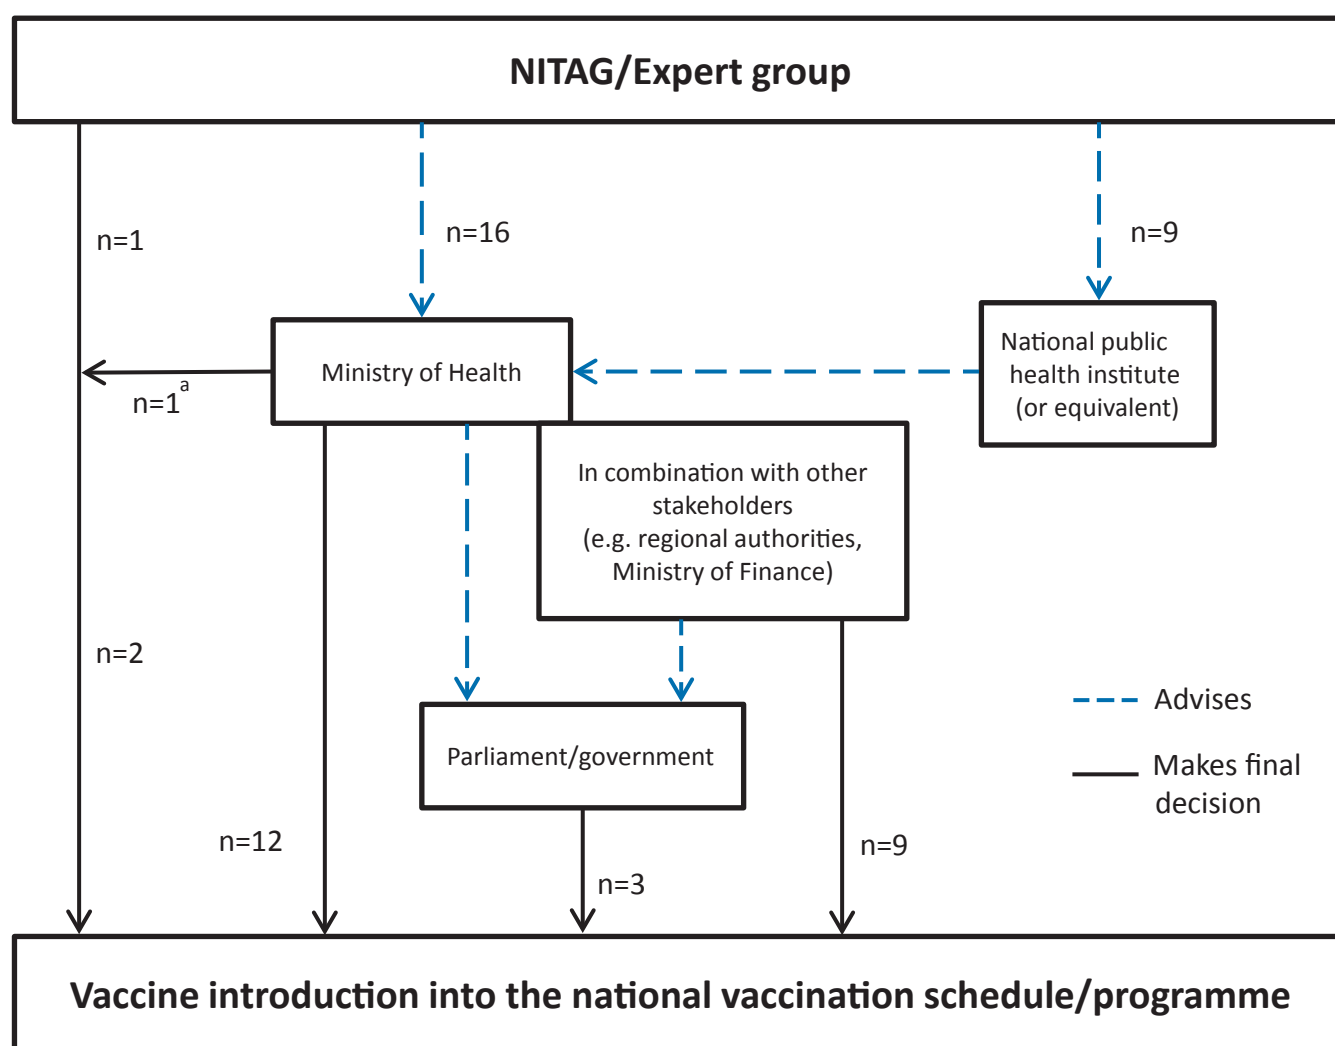 NITAG/Expert group
n=1
n=16
n=9
Ministry of Health
National public
health institute
(or equivalent)
n=1a
In combination with other
stakeholders
(e.g. regional authorities,
Ministry of Finance)
n=2
Advises
Parliament/government
Makes final
decision
n=12
n=9
n=3
Vaccine introduction into the national vaccination schedule/programme